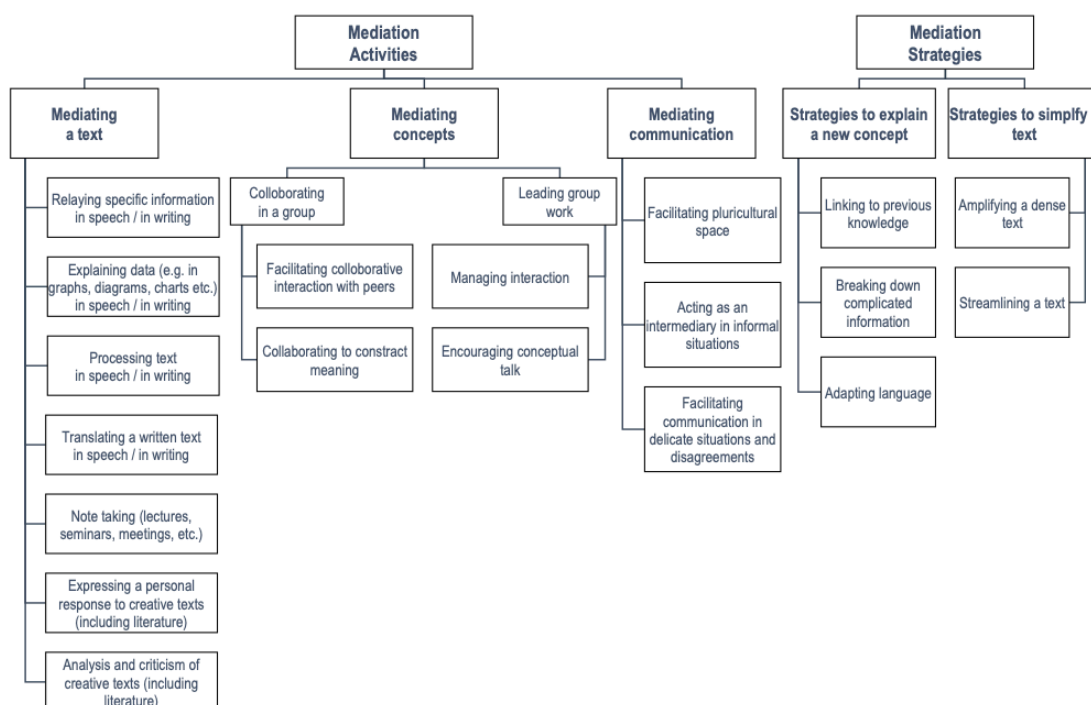 Mediation
Activities
Mediation
Strategies
Mediating
a text
Mediating
concepts
Mediating
communication
Strategies to explain
a new concept
Strategies to simplfy
text
Relaying specific information
in speech / in writing
Explaining data (e.g. in
graphs, diagrams, charts etc.)
in speech / in writing
Processing text
in speech / in writing
Translating a written text
in speech / in writing
Note taking (lectures,
seminars, meetings, etc.)
Expressing a personal
response to creative texts
(including literature)
Analysis and criticism of
creative texts (including
literature)
Colloborating
in a group
Facilitating colloborative
interaction with peers
Collaborating to constract
meaning
Leading group
work
Managing interaction
Encouraging conceptual
talk
Facilitating pluricultural
space
Acting as an
intermediary in informal
situations
Facilitating
communication in
delicate situations and
disagreements
Linking to previous
knowledge
Breaking down
complicated
information
Adapting language
Amplifying a dense
text
Streamlining a text